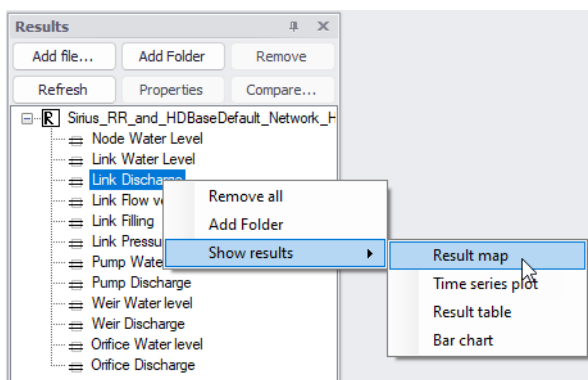 Results
Add file... Add Folder Remove
Refresh Properties Compare...
R Sirius_RR_and_HDBaseDefault_Network_H
Node Water Level
Link Water Level
Link Discharge
Link Flow ve
Link Filling
Link Pressu
Pump Wate
Pump Discharge
Weir Water level
Weir Discharge
Orifice Water level
Orifice Discharge
Remove all
Add Folder
Show results
Result map
Time series plot
Result table
Bar chart